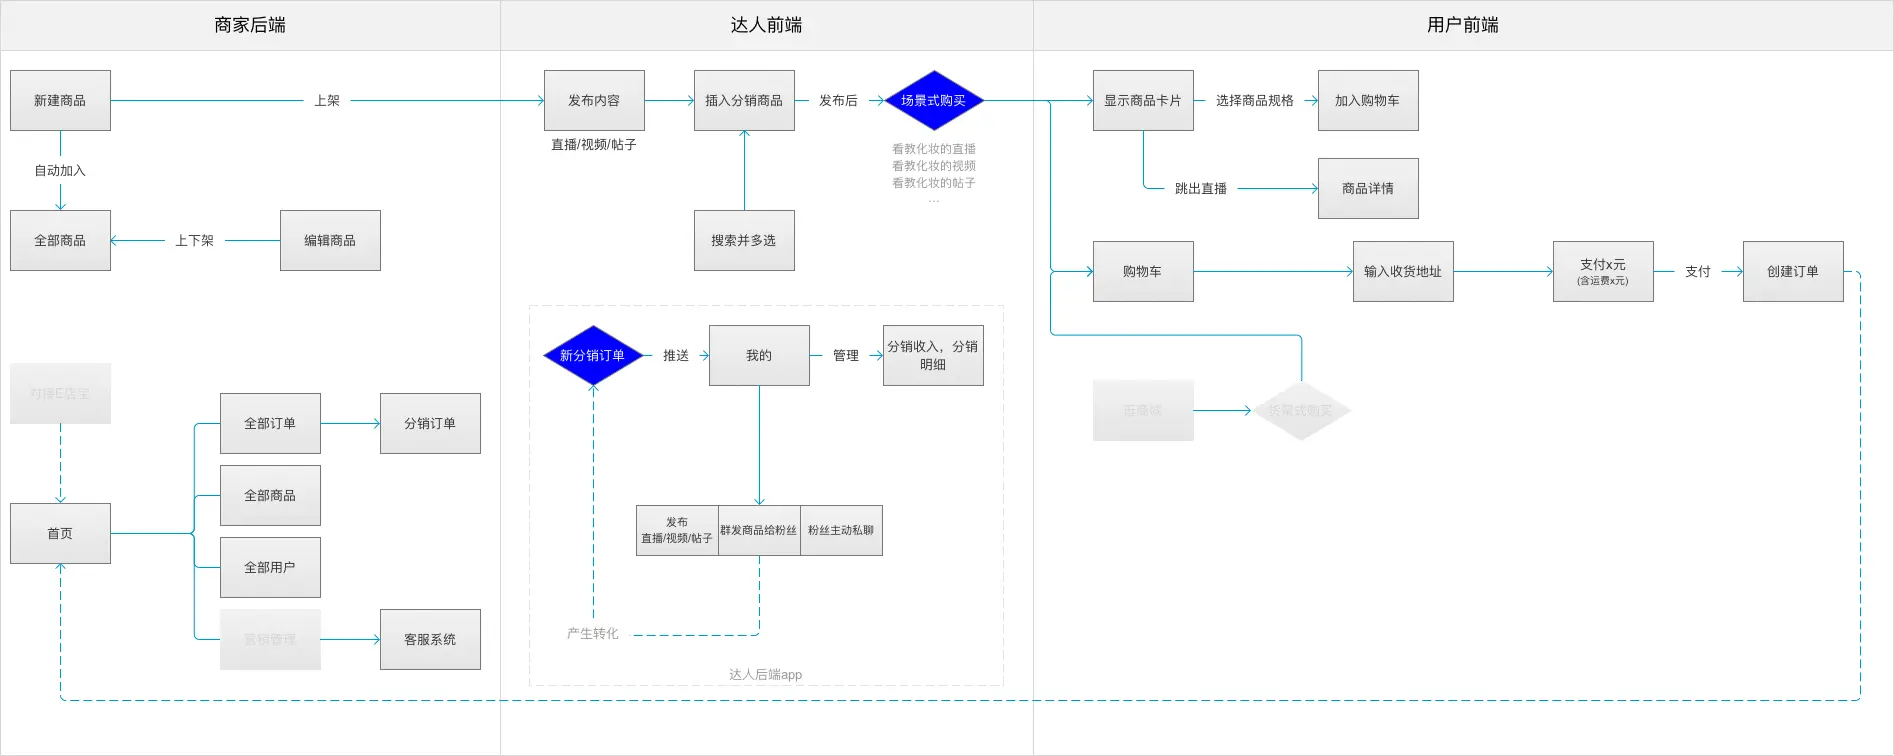 商家后端
达人前端
用户前端
新建商品
上架
发布内容
直播/视频/帖子
插入分销商品
发布后
场景式购买
看教化妆的直播
看教化妆的视频
看教化妆的帖子
...
显示商品卡片
选择商品规格
加入购物车
自动加入
跳出直播
商品详情
全部商品
上下架
编辑商品
搜索并多选
购物车
输入收货地址
支付x元
(含运费x元)
支付
创建订单
新分销订单
推送
我的
管理
分销收入，分销
明细
对接E店宝
全部订单
分销订单
百商城
货架式购买
全部商品
首页
发布
直播/视频/帖子
群发商品给粉丝
粉丝主动私聊
全部用户
营销管理
客服系统
产生转化
达人后端app